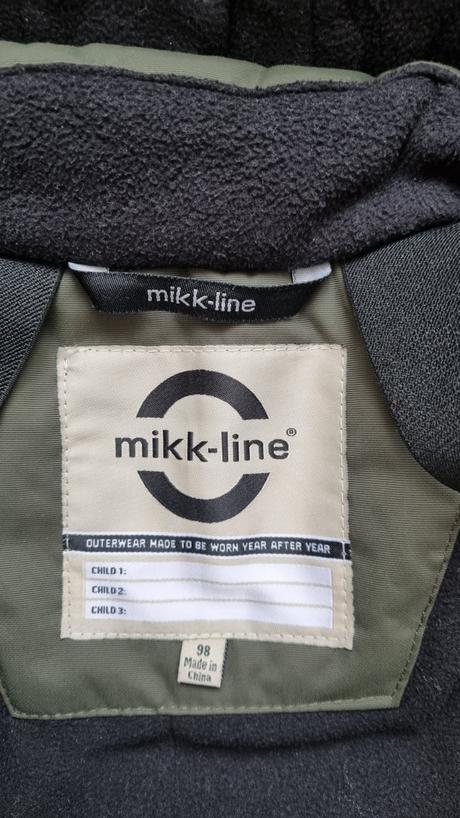 mikk-line
mikk-line®
OUTERWEAR MADE TO BE WORN YEAR AFTER YEAR
CHILD 1:
CHILD 2:
CHILD 3:
98
Made in
China